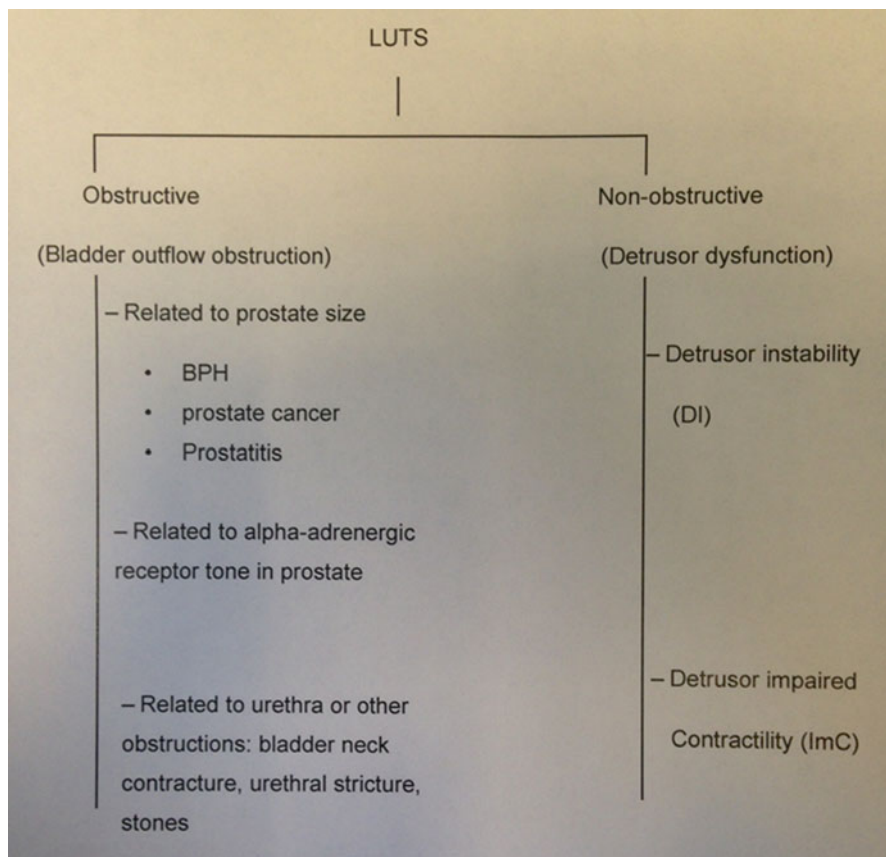 LUTS
Obstructive
(Bladder outflow obstruction)
– Related to prostate size
• BPH
• prostate cancer
• Prostatitis
– Related to alpha-adrenergic
receptor tone in prostate
– Related to urethra or other
obstructions: bladder neck
contracture, urethral stricture,
stones
Non-obstructive
(Detrusor dysfunction)
– Detrusor instability
(DI)
– Detrusor impaired
Contractility (ImC)